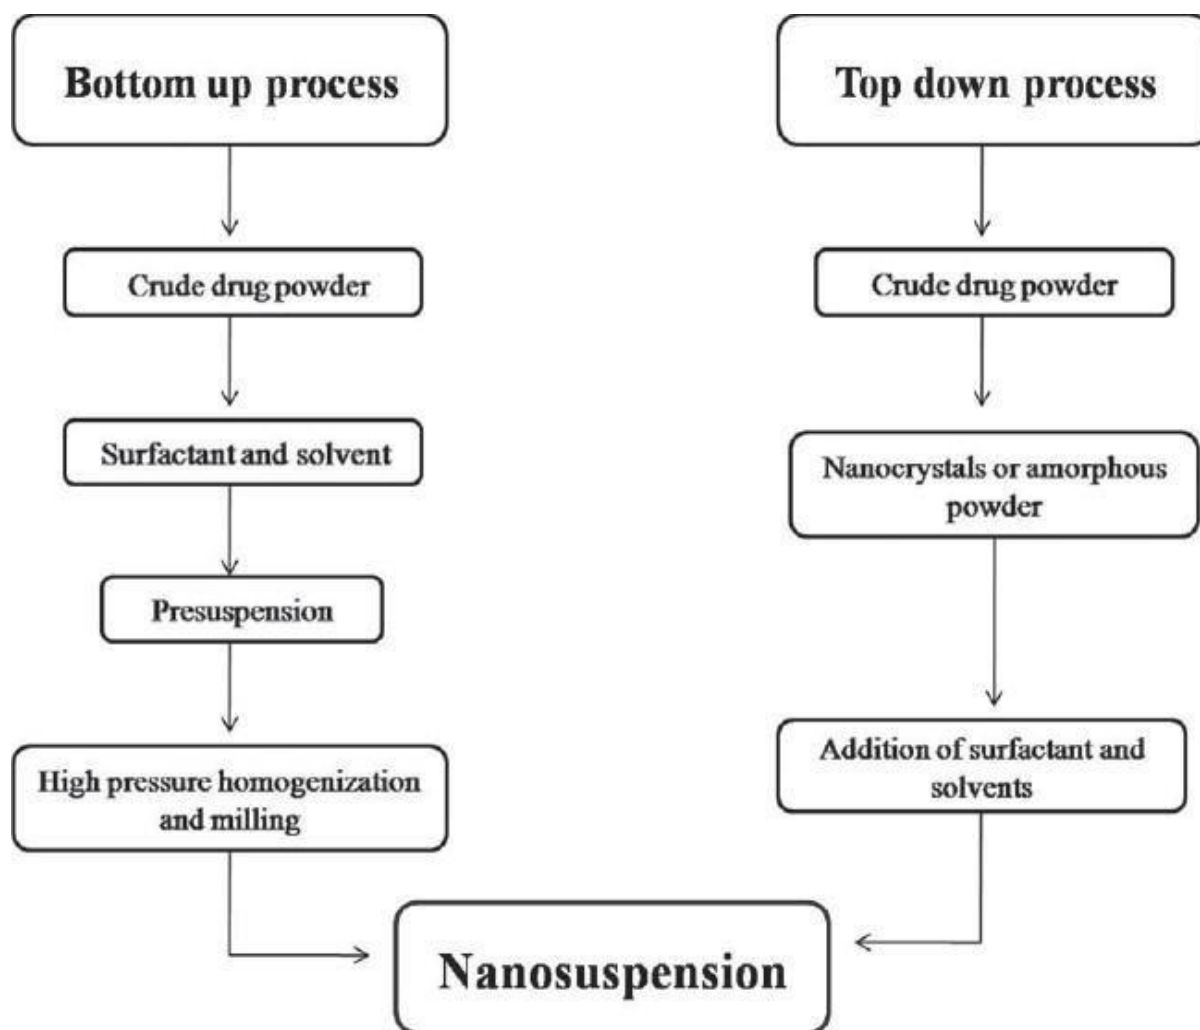 Bottom up process
Crude drug powder
Surfactant and solvent
Presuspension
High pressure homogenization
and milling
Top down process
Crude drug powder
Nanocrystals or amorphous
powder
Addition of surfactant and
solvents
Nanosuspension